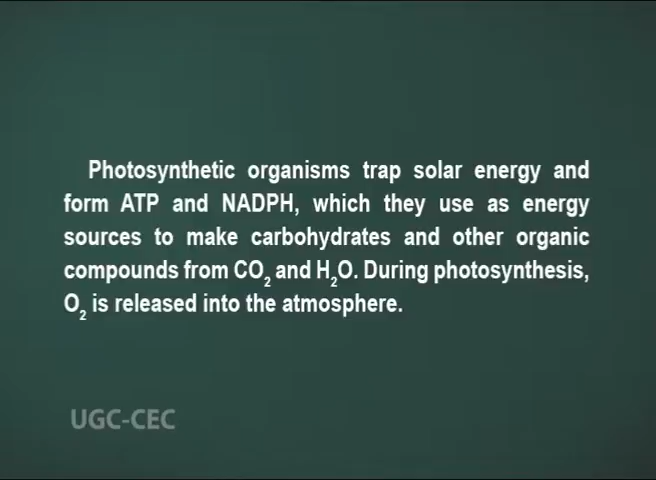 Photosynthetic organisms trap solar energy and
form ATP and NADPH, which they use as energy
sources to make carbohydrates and other organic
compounds from CO₂ and H₂O. During photosynthesis,
O₂ is released into the atmosphere.
UGC-CEC